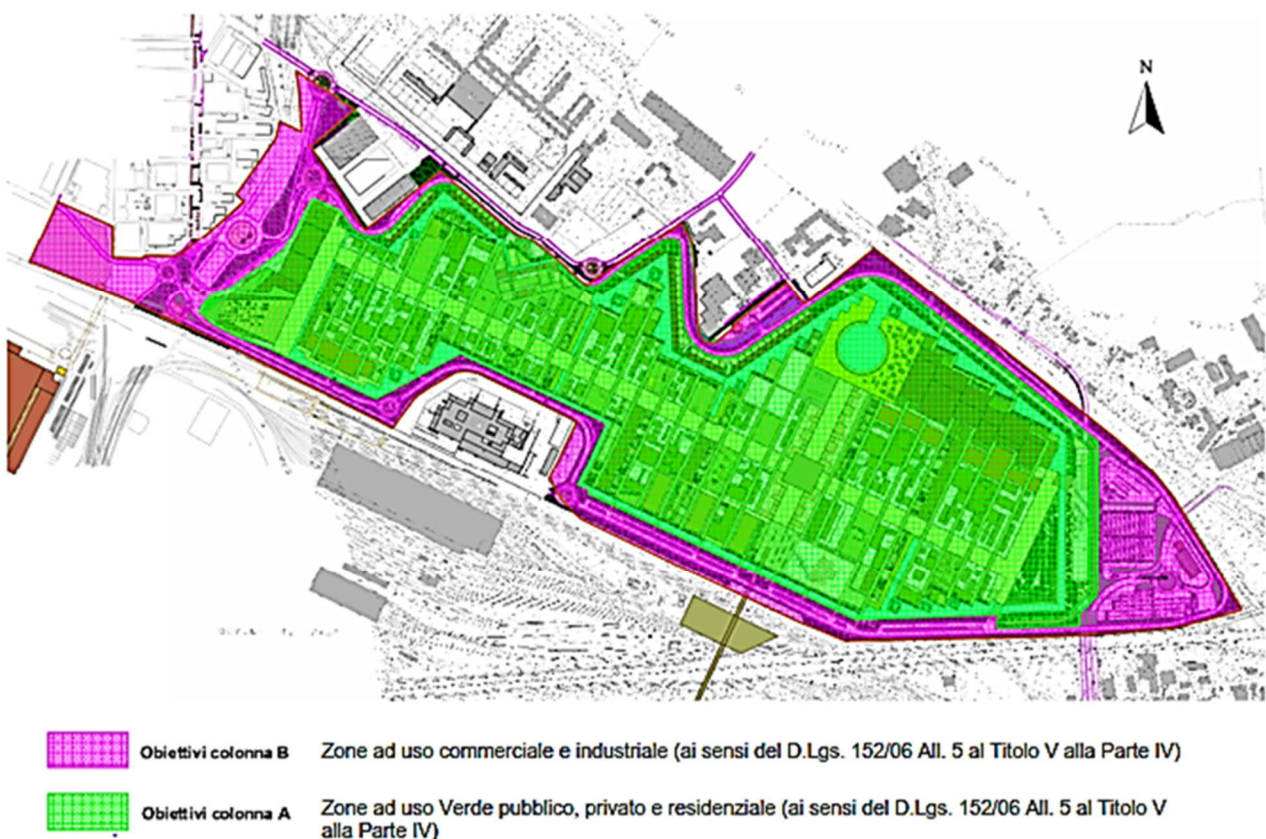 N
Obiettivi colonna B Zone ad uso commerciale e industriale (ai sensi del D.Lgs. 152/06 All. 5 al Titolo V alla Parte IV)
Obiettivi colonna A Zone ad uso Verde pubblico, privato e residenziale (ai sensi del D.Lgs. 152/06 All. 5 al Titolo V
alla Parte IV)